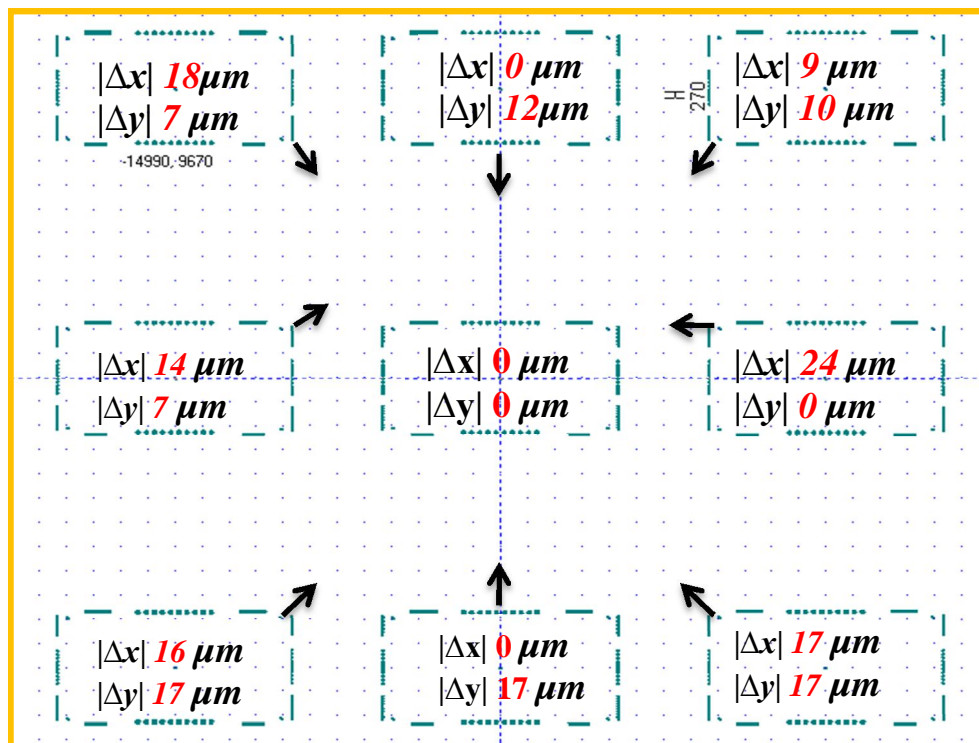 |Δx| 18μm
|Δy| 7 μm
-14990, 9670
|Δx| 0 μm
|Δy| 12μm
H
270
|Δx| 9 μm
|Δy| 10 μm
|Δx| 14 μm
|Δy| 7 μm
|Δx| 0 μm
|Δy| 0 μm
|Δx| 24 μm
|Δy| 0 μm
|Δx| 16 μm
|Δy| 17 μm
|Δx| 0 μm
|Δy| 17 μm
|Δx| 17 μm
|Δy| 17 μm